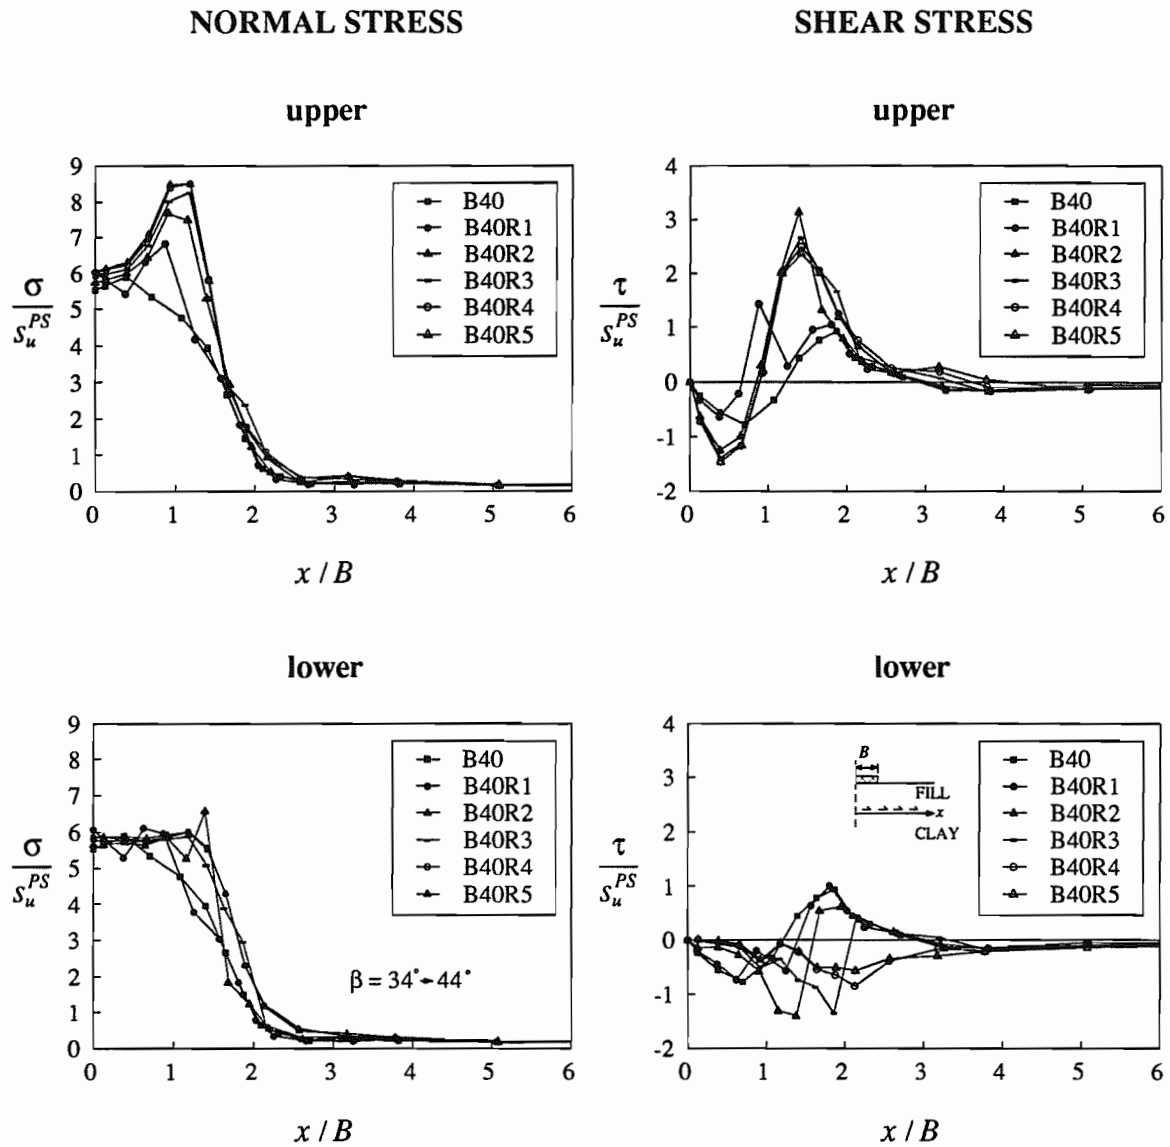 NORMAL STRESS
SHEAR STRESS
upper
9
8
7
6
5
4
3
2
1
0
σ
s_u^PS
B40
B40R1
B40R2
B40R3
B40R4
B40R5
0 1 2 3 4 5 6
x / B
upper
4
3
2
1
0
-1
-2
τ
s_u^PS
B40
B40R1
B40R2
B40R3
B40R4
B40R5
0 1 2 3 4 5 6
x / B
lower
9
8
7
6
5
4
3
2
1
0
σ
s_u^PS
B40
B40R1
B40R2
B40R3
B40R4
B40R5
β = 34° → 44°
0 1 2 3 4 5 6
x / B
lower
4
3
2
1
0
-1
-2
τ
s_u^PS
B
FILL
x
CLAY
B40
B40R1
B40R2
B40R3
B40R4
B40R5
0 1 2 3 4 5 6
x / B